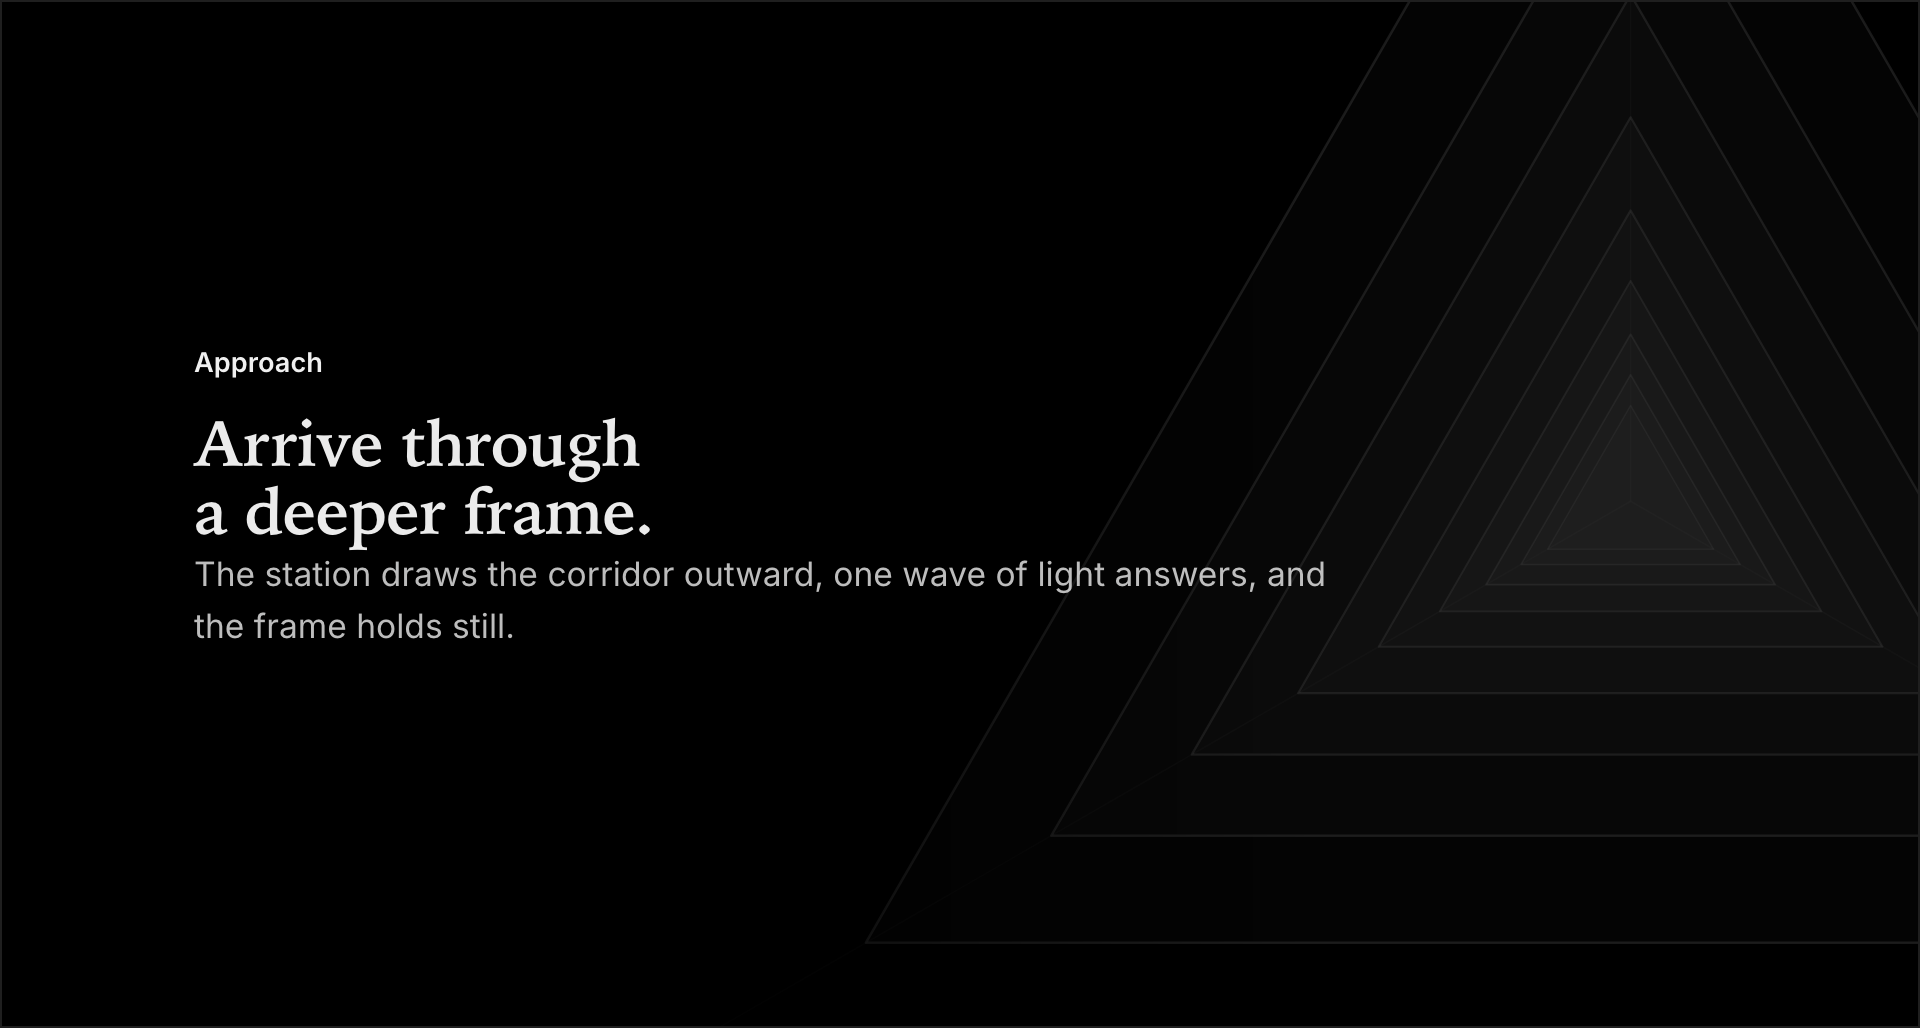 Approach
Arrive through
a deeper frame.
The station draws the corridor outward, one wave of light answers, and
the frame holds still.